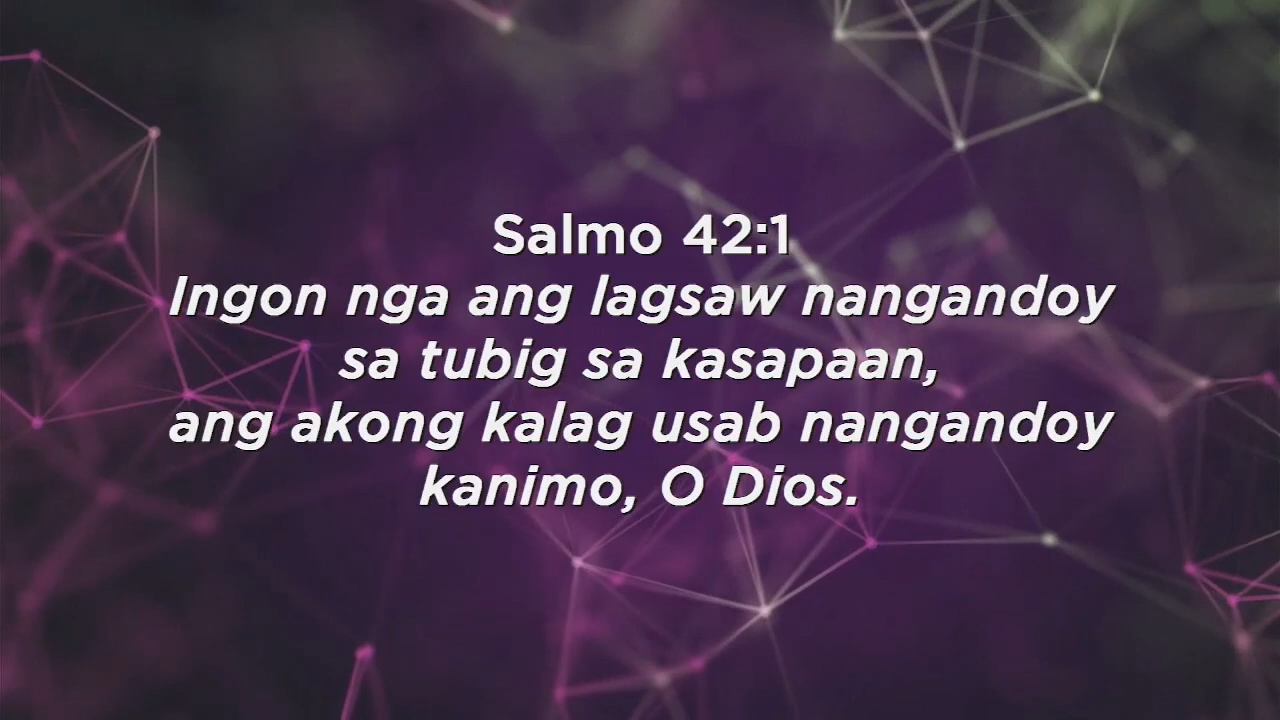 Salmo 42:1
Ingon nga ang lagsaw nangandoy
sa tubig sa kasapaan,
ang akong kalag usab nangandoy
kanimo, O Dios.